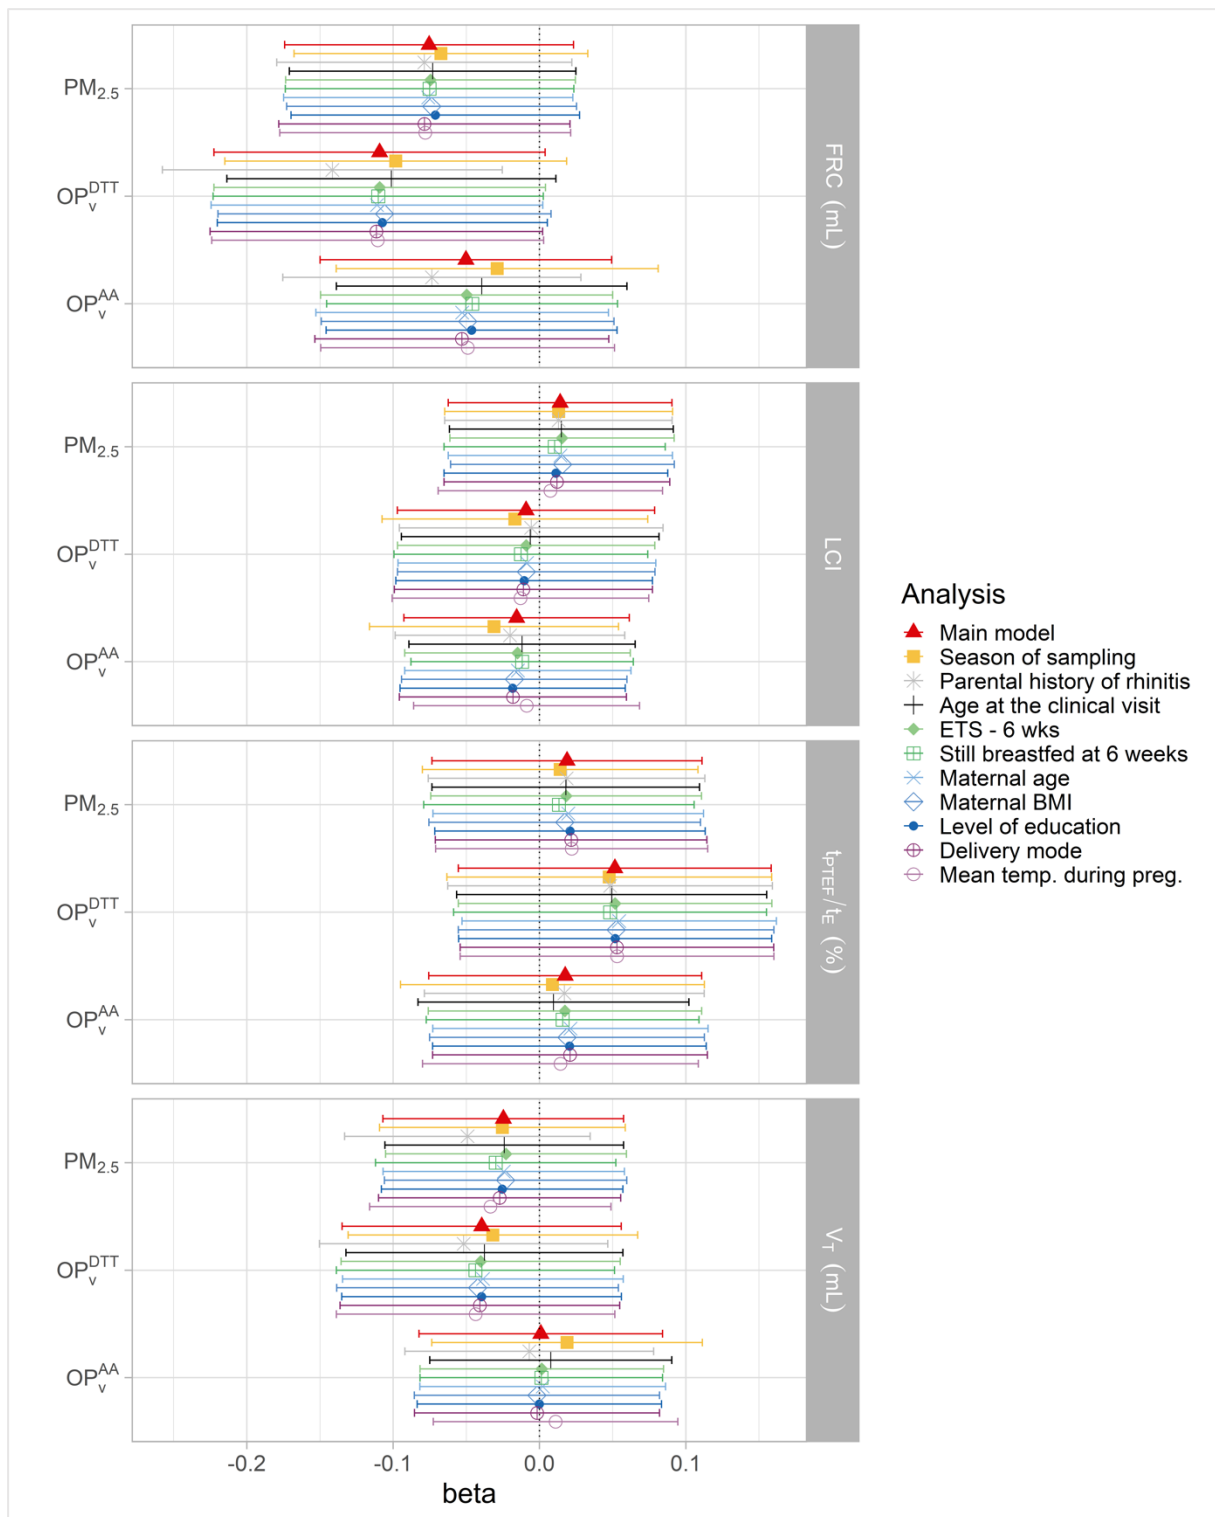 PM2.5
OPvDTT
OPvAA
FRC (mL)
PM2.5
OPvDTT
OPvAA
LCI
PM2.5
OPvDTT
OPvAA
tPTEF/tE (%)
PM2.5
OPvDTT
OPvAA
VT (mL)
-0.2 -0.1 0.0 0.1
beta
Analysis
Main model
Season of sampling
Parental history of rhinitis
Age at the clinical visit
ETS - 6 wks
Still breastfed at 6 weeks
Maternal age
Maternal BMI
Level of education
Delivery mode
Mean temp. during preg.